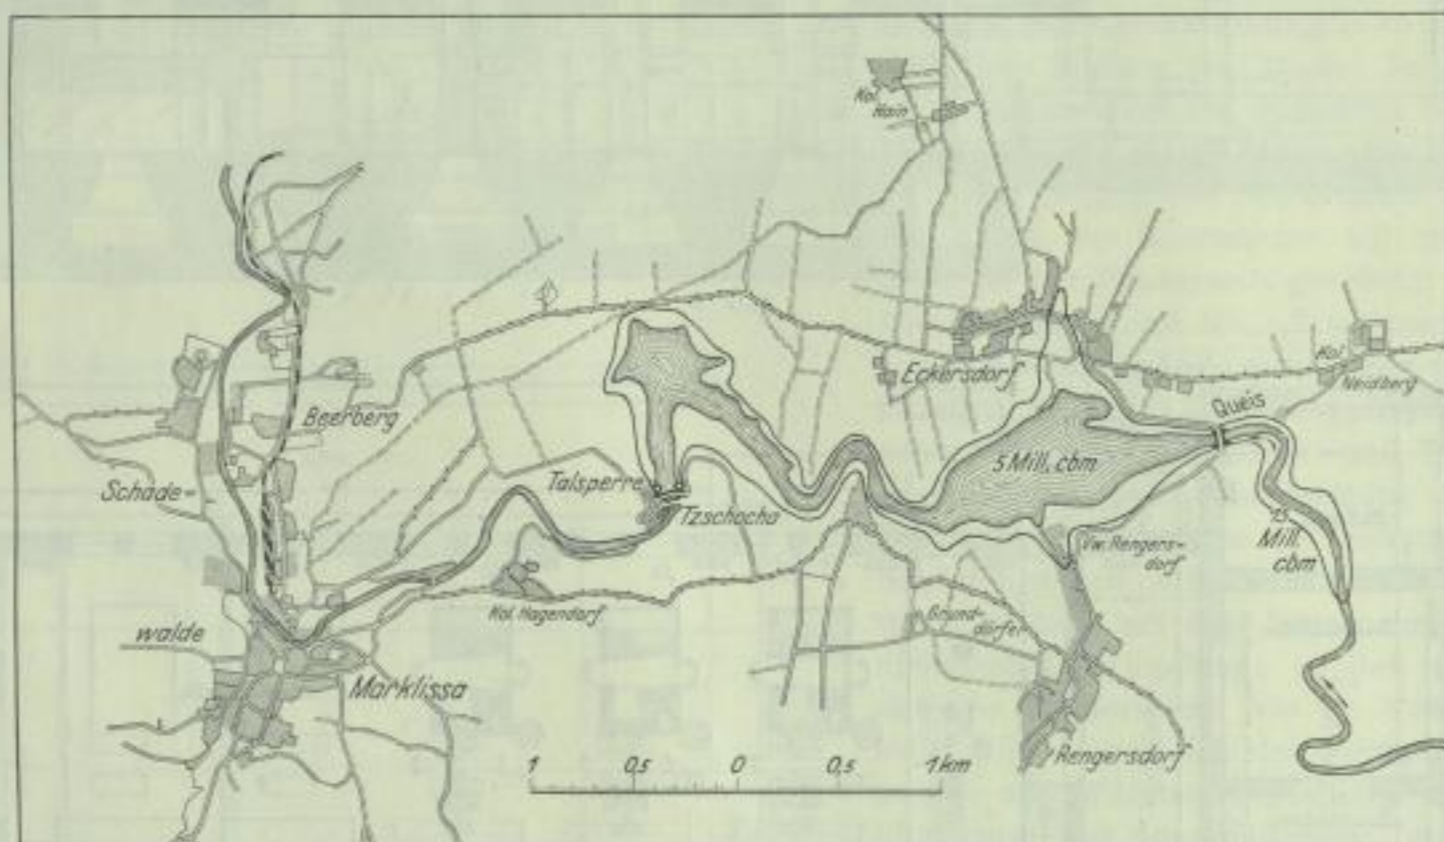 Kol.
Hain
Beerberg
Eckersdorf
Kol.
Neidberg
Queis
5 Mill. cbm
Schade-
Talsperre
Tzschocha
15
Mill.
cbm
Vw. Rengers-
dorf
Kol. Hagendorf
Grund-
dörfel
walde
Marklissa
Rengersdorf
1 0,5 0 0,5 1 km